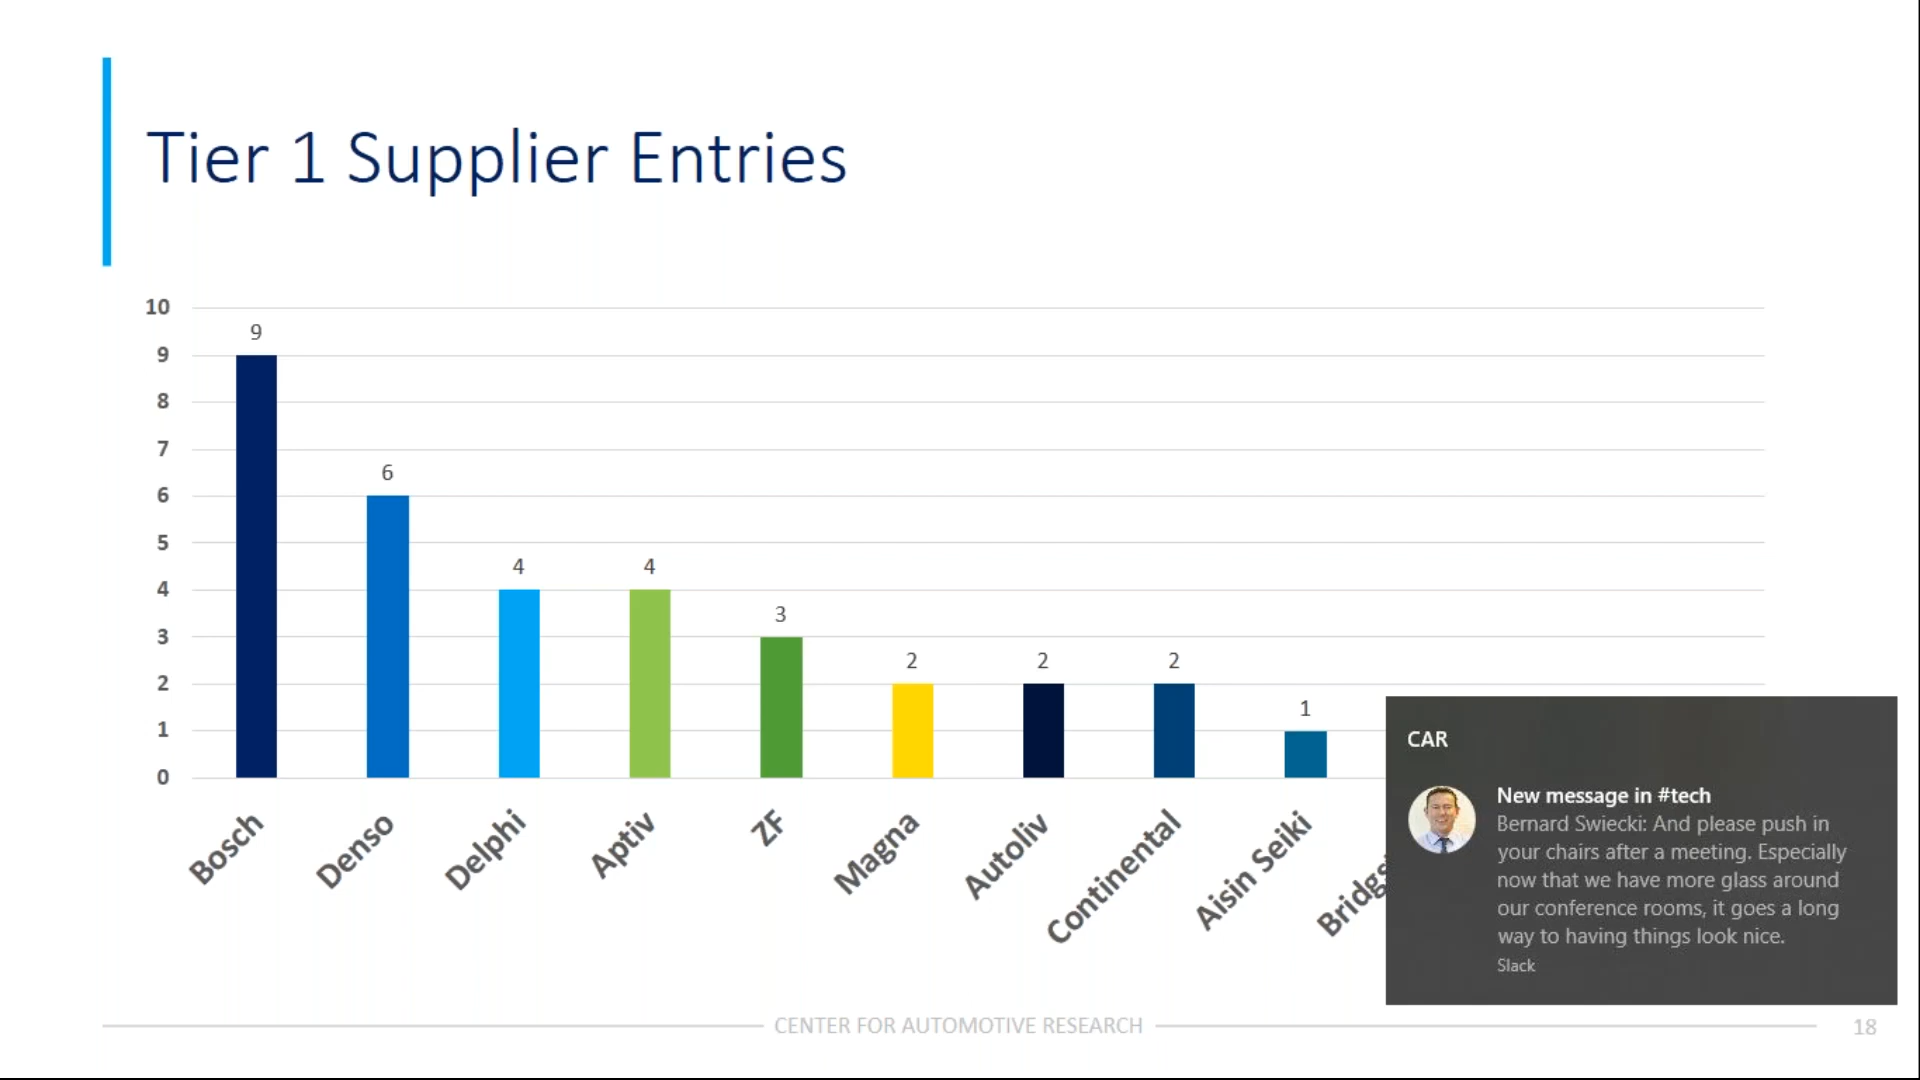 Tier 1 Supplier Entries
10
9
8
7
6
5
4
3
2
1
0
9
6
4
4
3
2
2
2
1
Bosch
Denso
Delphi
Aptiv
ZF
Magna
Autoliv
Continental
Aisin Seiki
CAR
New message in #tech
Bernard Swiecki: And please push in
your chairs after a meeting. Especially
now that we have more glass around
our conference rooms, it goes a long
way to having things look nice.
Slack
CENTER FOR AUTOMOTIVE RESEARCH
18